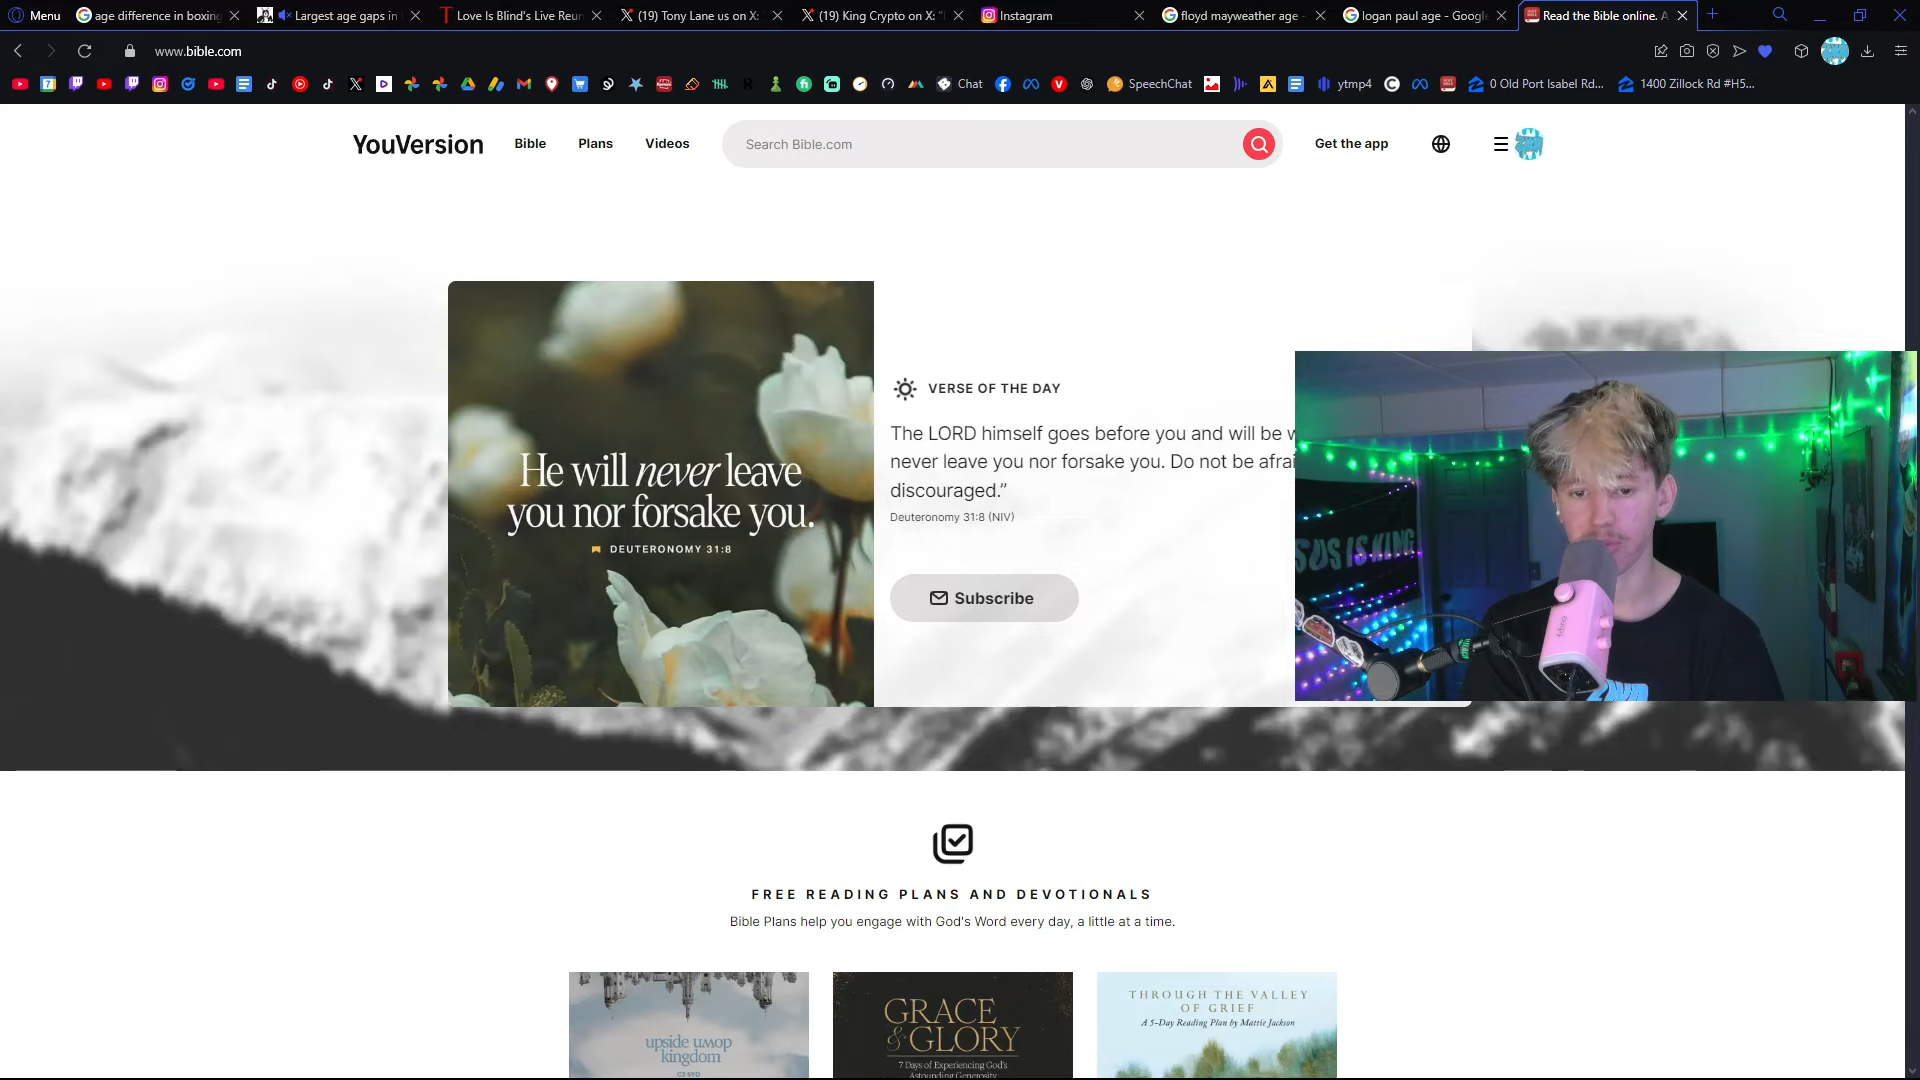 Menu
age difference in boxing
Largest age gaps in
Love Is Blind's Live Reun
(19) Tony Lane us on X:
(19) King Crypto on X: "
Instagram
floyd mayweather age -
logan paul age - Google
Read the Bible online. A
www.bible.com
Chat
SpeechChat
ytmp4
0 Old Port Isabel Rd...
1400 Zillock Rd #H5...
YouVersion
Bible
Plans
Videos
Search Bible.com
Get the app
He will never leave
you nor forsake you.
DEUTERONOMY 31:8
VERSE OF THE DAY
The LORD himself goes before you and will be w
never leave you nor forsake you. Do not be afrai
discouraged.”
Deuteronomy 31:8 (NIV)
Subscribe
SUS IS KING
fifine
FREE READING PLANS AND DEVOTIONALS
Bible Plans help you engage with God's Word every day, a little at a time.
upside down
kingdom
GRACE
& GLORY
7 Days of Experiencing God's
Astounding Generosity
THROUGH THE VALLEY
OF GRIEF
A 5-Day Reading Plan by Mattie Jackson